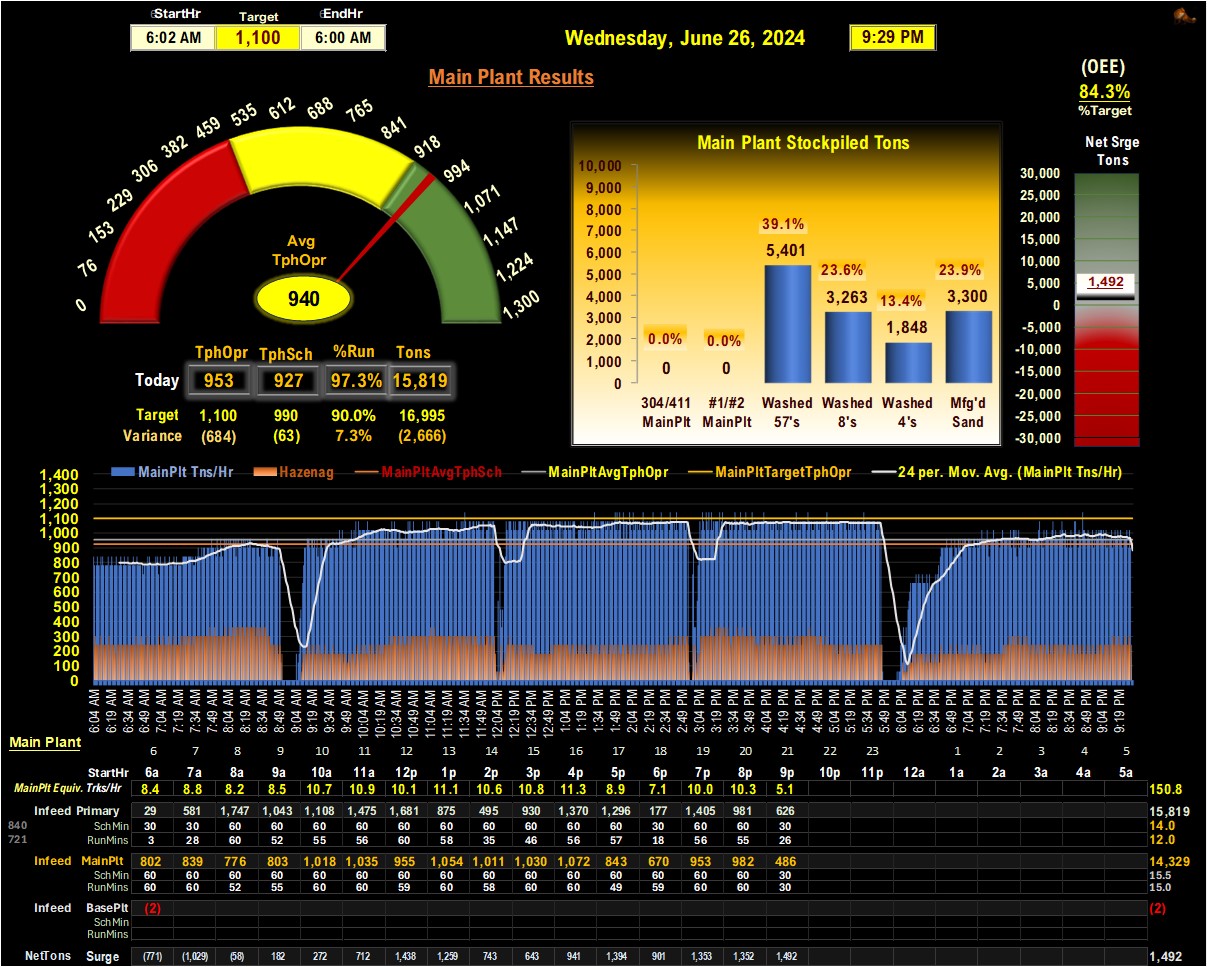 StartHr Target EndHr
6:02 AM 1,100 6:00 AM
Wednesday, June 26, 2024 9:29 PM
Main Plant Results
(OEE)
84.3%
%Target
Net Srge
Tons
0 76 153 229 306 382 459 535 612 688 765 841 918 994 1,071 1,147 1,224 1,300
Avg
TphOpr
940
TphOpr TphSch %Run Tons
Today 953 927 97.3% 15,819
Target 1,100 990 90.0% 16,995
Variance (684) (63) 7.3% (2,666)
Main Plant Stockpiled Tons
10,000
9,000
8,000
7,000
6,000
5,000
4,000
3,000
2,000
1,000
0
0.0% 0.0% 39.1% 23.6% 13.4% 23.9%
0 0 5,401 3,263 1,848 3,300
304/411 #1/#2 Washed Washed Washed Mfg'd
MainPlt MainPlt 57's 8's 4's Sand
30,000
25,000
20,000
15,000
10,000
5,000
0
-5,000
-10,000
-15,000
-20,000
-25,000
-30,000
1,492
MainPlt Tns/Hr Hazenag MainPltAvgTphSch MainPltAvgTphOpr MainPltTargetTphOpr 24 per. Mov. Avg. (MainPlt Tns/Hr)
1,400
1,300
1,200
1,100
1,000
900
800
700
600
500
400
300
200
100
0
6:04 AM 6:19 AM 6:34 AM 6:49 AM 7:04 AM 7:19 AM 7:34 AM 7:49 AM 8:04 AM 8:19 AM 8:34 AM 8:49 AM 9:04 AM 9:19 AM 9:34 AM 9:49 AM 10:04 AM 10:19 AM 10:34 AM 10:49 AM 11:04 AM 11:19 AM 11:34 AM 11:49 AM 12:04 PM 12:19 PM 12:34 PM 12:49 PM 1:04 PM 1:19 PM 1:34 PM 1:49 PM 2:04 PM 2:19 PM 2:34 PM 2:49 PM 3:04 PM 3:19 PM 3:34 PM 3:49 PM 4:04 PM 4:19 PM 4:34 PM 4:49 PM 5:04 PM 5:19 PM 5:34 PM 5:49 PM 6:04 PM 6:19 PM 6:34 PM 6:49 PM 7:04 PM 7:19 PM 7:34 PM 7:49 PM 8:04 PM 8:19 PM 8:34 PM 8:49 PM 9:04 PM 9:19 PM
Main Plant
6 7 8 9 10 11 12 13 14 15 16 17 18 19 20 21 22 23 1 2 3 4 5
StartHr 6a 7a 8a 9a 10a 11a 12p 1p 2p 3p 4p 5p 6p 7p 8p 9p 10p 11p 12a 1a 2a 3a 4a 5a
MainPlt Equiv. Trks/Hr 8.4 8.8 8.2 8.5 10.7 10.9 10.1 11.1 10.6 10.8 11.3 8.9 7.1 10.0 10.3 5.1 150.8
Infeed Primary 29 581 1,747 1,043 1,108 1,475 1,681 875 495 930 1,370 1,296 177 1,405 981 626 15,819
840 SchMin 30 30 60 60 60 60 60 60 60 60 60 60 30 60 60 30 14.0
721 RunMins 3 28 60 52 55 56 60 58 35 46 56 57 18 56 55 26 12.0
Infeed MainPlt 802 839 776 803 1,018 1,035 955 1,054 1,011 1,030 1,072 843 670 953 982 486 14,329
SchMin 60 60 60 60 60 60 60 60 60 60 60 60 60 60 60 30 15.5
RunMins 60 60 52 55 60 60 59 60 58 60 60 49 59 60 60 30 15.0
Infeed BasePlt (2) (2)
SchMin
RunMins
NetTons Surge (771) (1,029) (58) 182 272 712 1,438 1,259 743 643 941 1,394 901 1,353 1,352 1,492 1,492